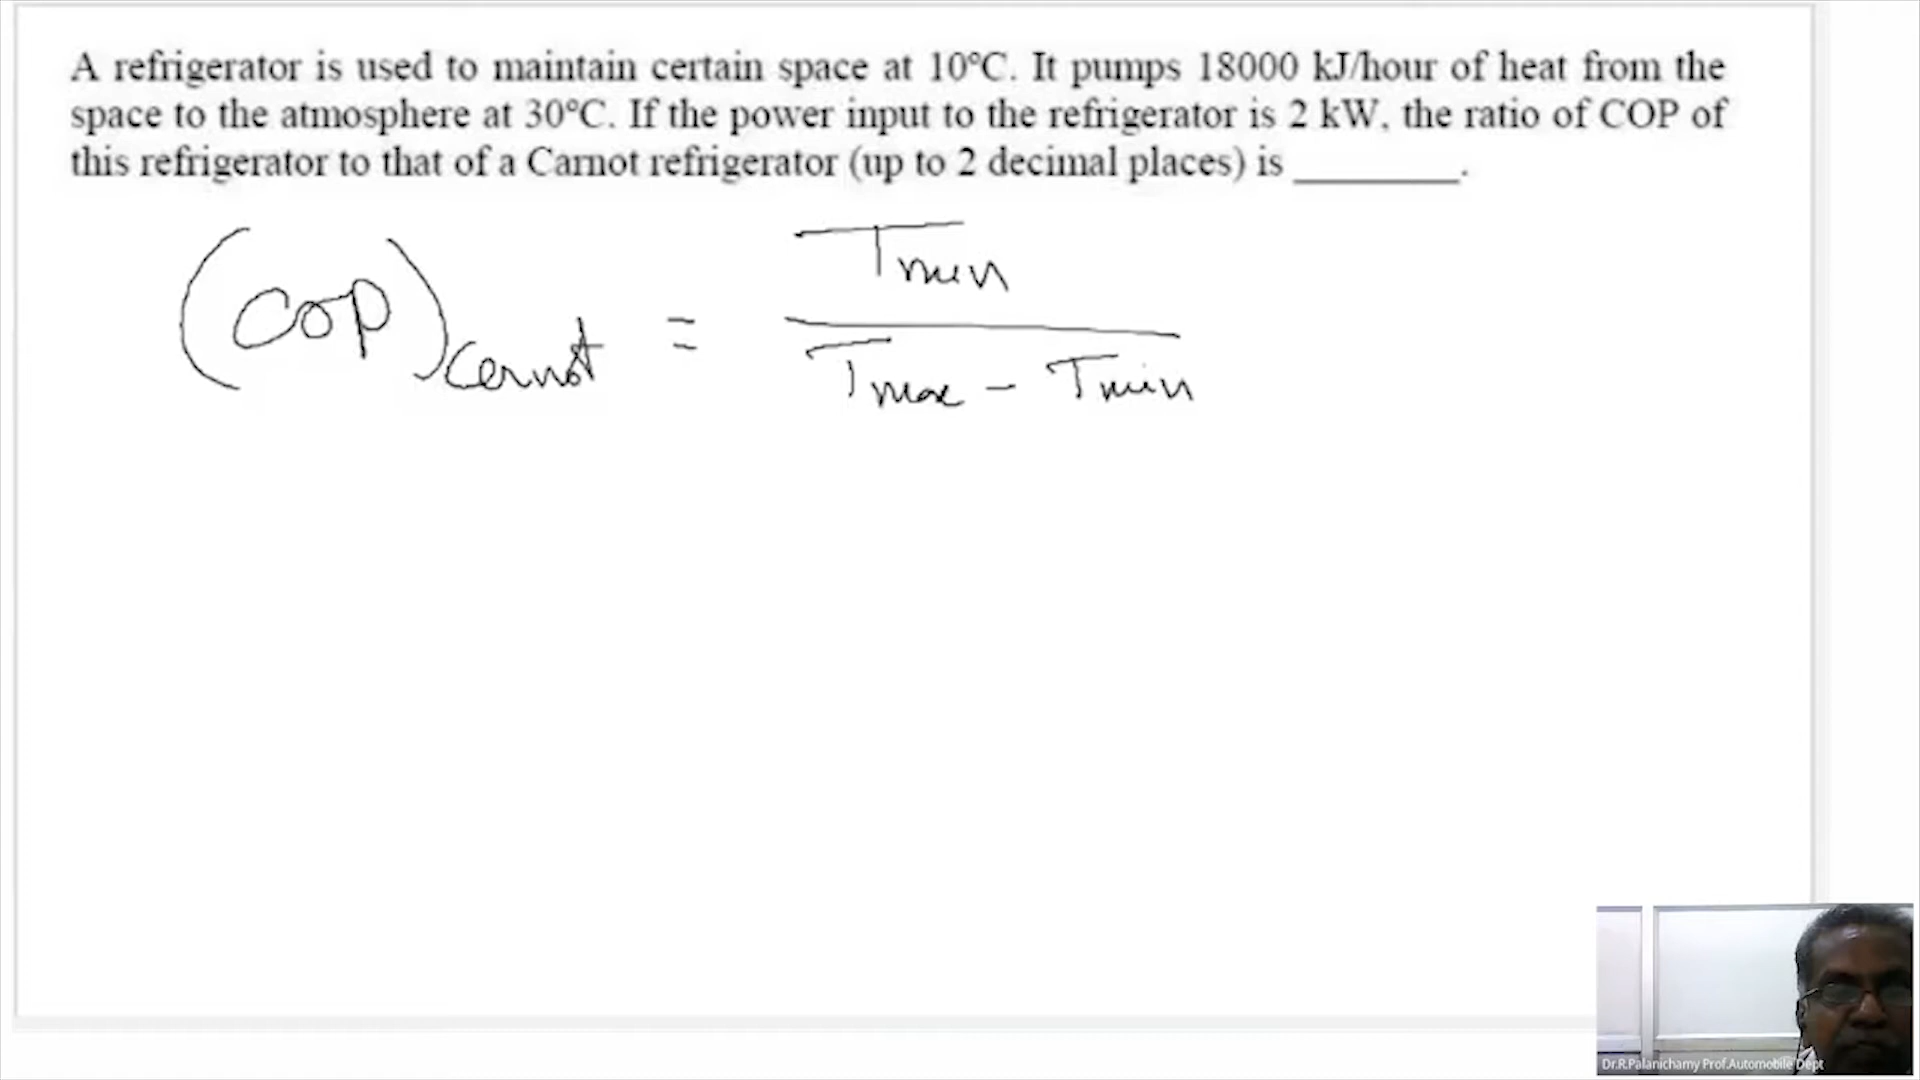 A refrigerator is used to maintain certain space at 10°C. It pumps 18000 kJ/hour of heat from the
space to the atmosphere at 30°C. If the power input to the refrigerator is 2 kW, the ratio of COP of
this refrigerator to that of a Carnot refrigerator (up to 2 decimal places) is ________.
(COP)Cernot = Tmin
Tmax - Tmin
Dr.R.Palanichamy Prof.Automobile Dept